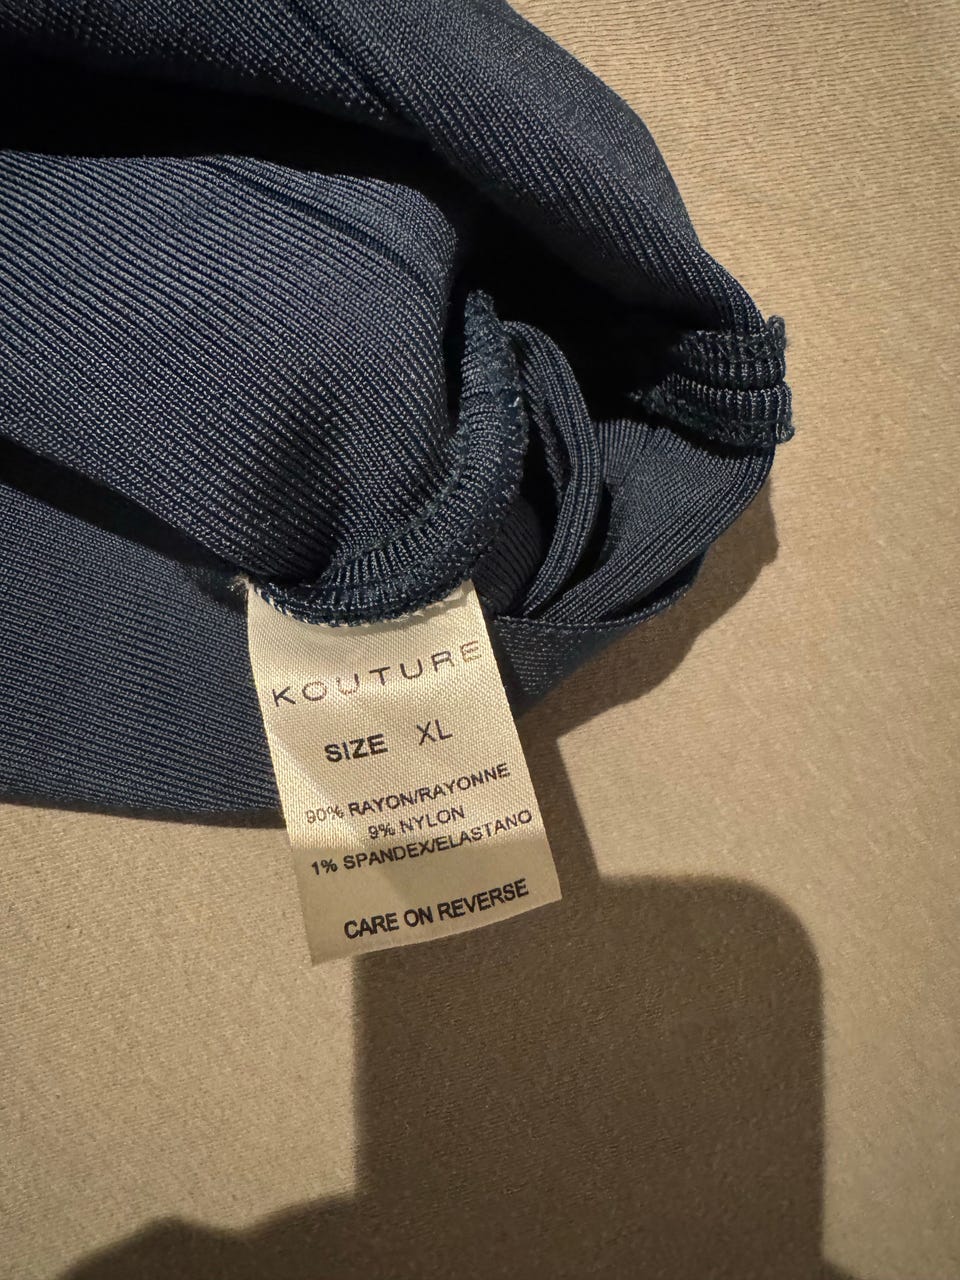 KOUTURE
SIZE XL
90% RAYON/RAYONNE
9% NYLON
1% SPANDEX/ELASTANO
CARE ON REVERSE